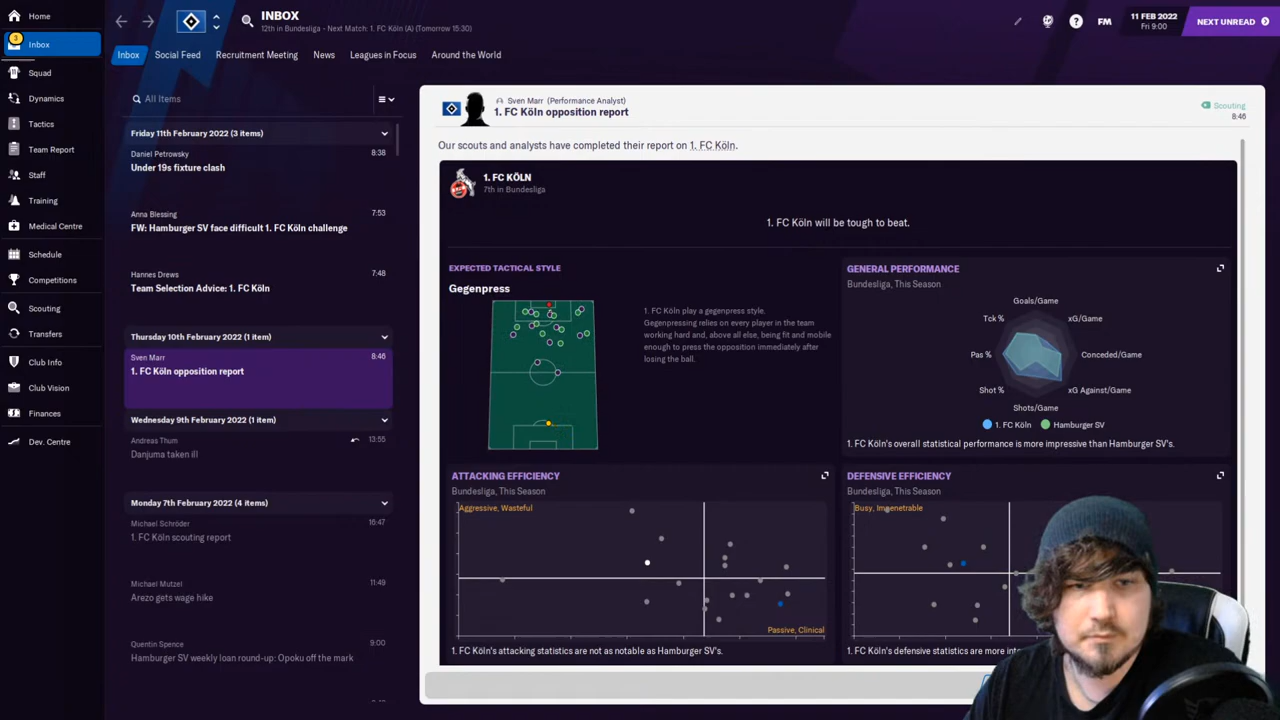 Home
INBOX
12th in Bundesliga - Next Match: 1. FC Köln (A) (Tomorrow 15:30)
?
FM
11 FEB 2022
Fri 9:00
NEXT UNREAD
3
Inbox
Squad
Dynamics
Tactics
Team Report
Staff
Training
Medical Centre
Schedule
Competitions
Scouting
Transfers
Club Info
Club Vision
Finances
Dev. Centre
Inbox
Social Feed
Recruitment Meeting
News
Leagues in Focus
Around the World
All Items
Friday 11th February 2022 (3 items)
Daniel Petrowsky
8:38
Under 19s fixture clash
Anna Blessing
7:53
FW: Hamburger SV face difficult 1. FC Köln challenge
Hannes Drews
7:48
Team Selection Advice: 1. FC Köln
Thursday 10th February 2022 (1 item)
Sven Marr
8:46
1. FC Köln opposition report
Wednesday 9th February 2022 (1 item)
Andreas Thum
13:55
Danjuma taken ill
Monday 7th February 2022 (4 items)
Michael Schröder
16:47
1. FC Köln scouting report
Michael Mutzel
11:49
Arezo gets wage hike
Quentin Spence
9:00
Hamburger SV weekly loan round-up: Opoku off the mark
Sven Marr (Performance Analyst)
1. FC Köln opposition report
Scouting
8:46
Our scouts and analysts have completed their report on 1. FC Köln.
1. FC KÖLN
7th in Bundesliga
1. FC Köln will be tough to beat.
EXPECTED TACTICAL STYLE
Gegenpress
1. FC Köln play a gegenpress style.
Gegenpressing relies on every player in the team
working hard and, above all else, being fit and mobile
enough to press the opposition immediately after
losing the ball.
GENERAL PERFORMANCE
Bundesliga, This Season
Goals/Game
Tck %
xG/Game
Pas %
Conceded/Game
Shot %
xG Against/Game
Shots/Game
1. FC Köln
Hamburger SV
1. FC Köln's overall statistical performance is more impressive than Hamburger SV's.
ATTACKING EFFICIENCY
Bundesliga, This Season
Aggressive, Wasteful
Passive, Clinical
1. FC Köln's attacking statistics are not as notable as Hamburger SV's.
DEFENSIVE EFFICIENCY
Bundesliga, This Season
Busy, Impenetrable
1. FC Köln's defensive statistics are more